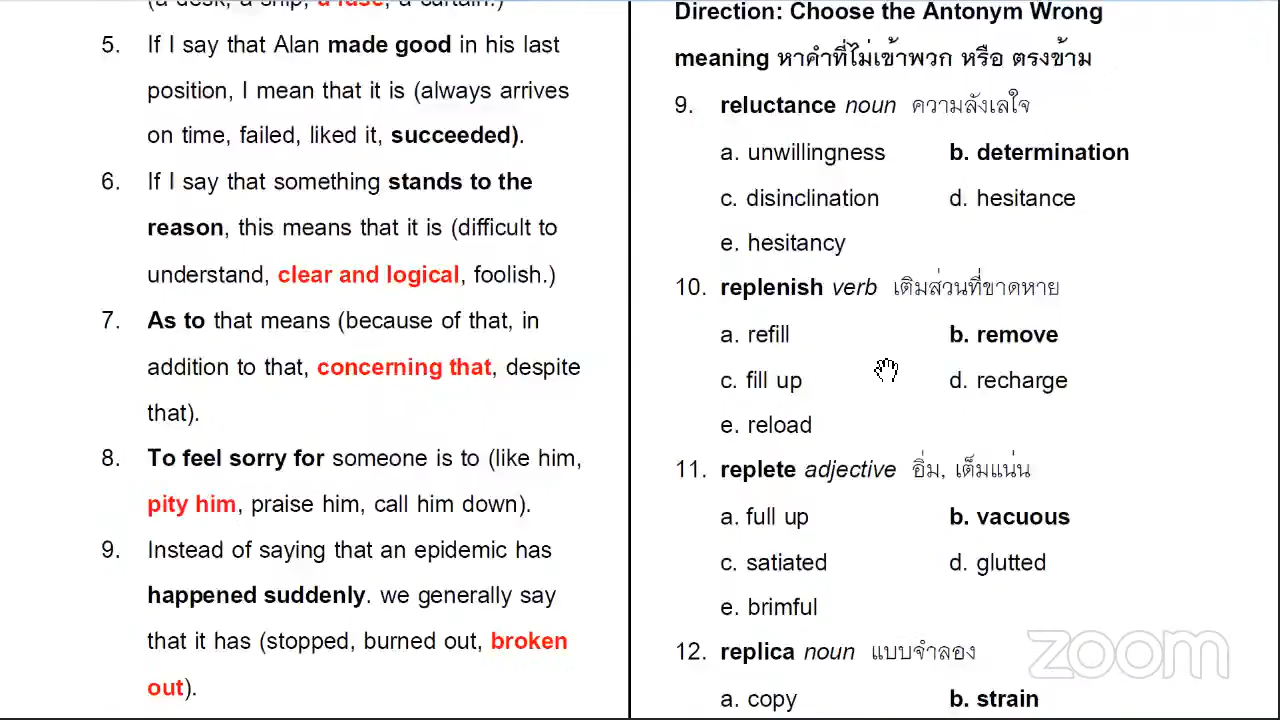 (a desk, a ship, a fuse, a curtain.)
5. If I say that Alan made good in his last
position, I mean that it is (always arrives
on time, failed, liked it, succeeded).
6. If I say that something stands to the
reason, this means that it is (difficult to
understand, clear and logical, foolish.)
7. As to that means (because of that, in
addition to that, concerning that, despite
that).
8. To feel sorry for someone is to (like him,
pity him, praise him, call him down).
9. Instead of saying that an epidemic has
happened suddenly. we generally say
that it has (stopped, burned out, broken
out).
Direction: Choose the Antonym Wrong
meaning หาคำที่ไม่เข้าพวก หรือ ตรงข้าม
9. reluctance noun ความลังเลใจ
a. unwillingness b. determination
c. disinclination d. hesitance
e. hesitancy
10. replenish verb เติมส่วนที่ขาดหาย
a. refill b. remove
c. fill up d. recharge
e. reload
11. replete adjective อิ่ม, เต็มแน่น
a. full up b. vacuous
c. satiated d. glutted
e. brimful
12. replica noun แบบจำลอง
a. copy b. strain
zoom